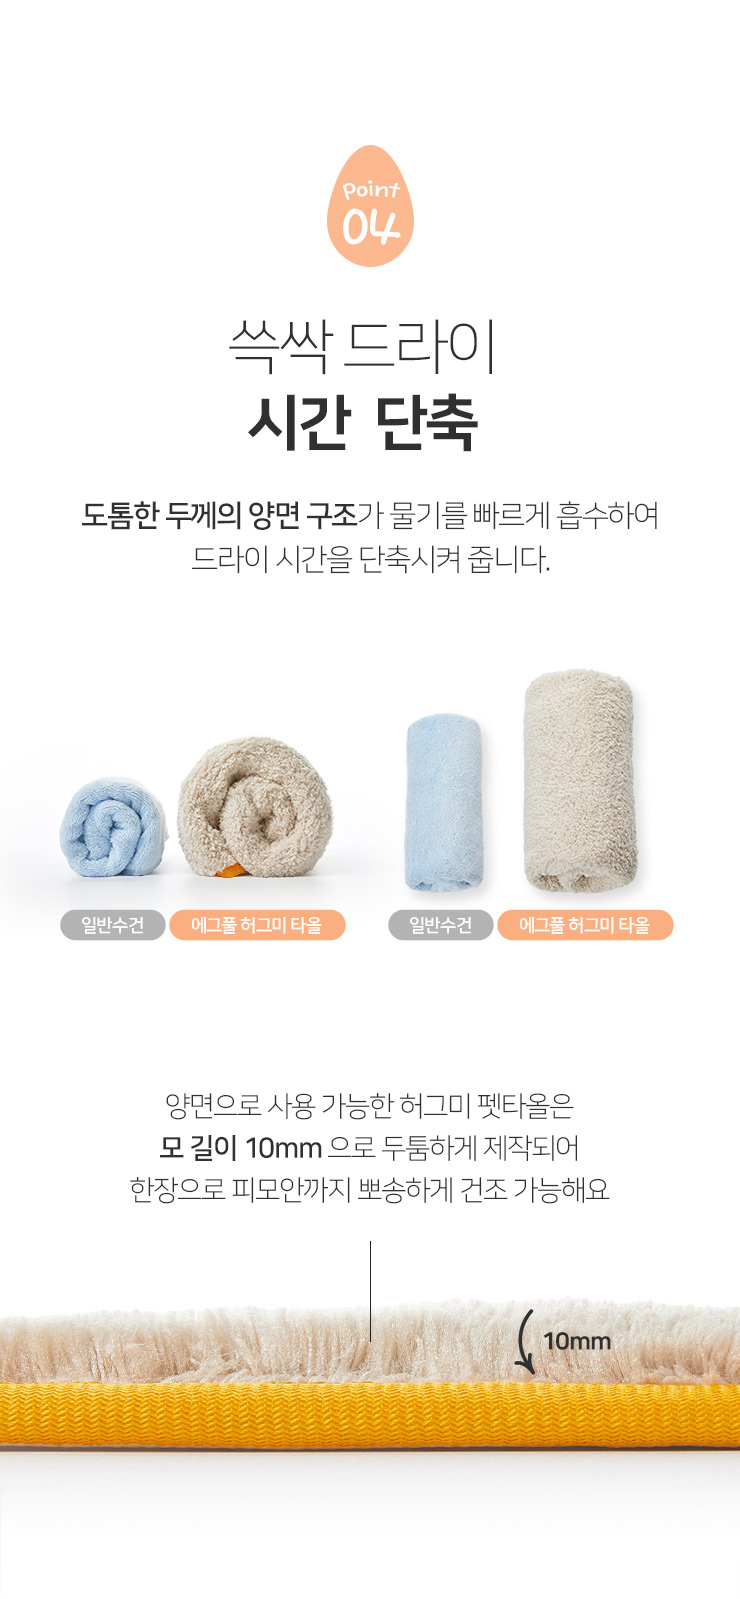 Point
04
쓱싹 드라이
시간 단축
도톰한 두께의 양면 구조가 물기를 빠르게 흡수하여
드라이 시간을 단축시켜 줍니다.
일반수건
에그풀 허그미 타올
일반수건
에그풀 허그미 타올
양면으로 사용 가능한 허그미 펫타올은
모 길이 10mm 으로 두툼하게 제작되어
한장으로 피모안까지 뽀송하게 건조 가능해요
10mm